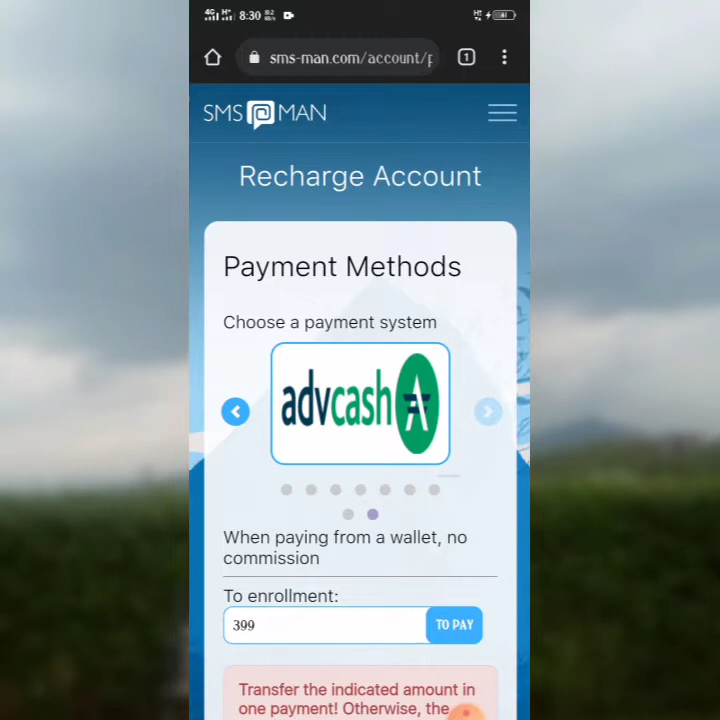 8:30
sms-man.com/account/p
1
SMS MAN
Recharge Account
Payment Methods
Choose a payment system
advcash
When paying from a wallet, no
commission
To enrollment:
399
TO PAY
Transfer the indicated amount in
one payment! Otherwise, the